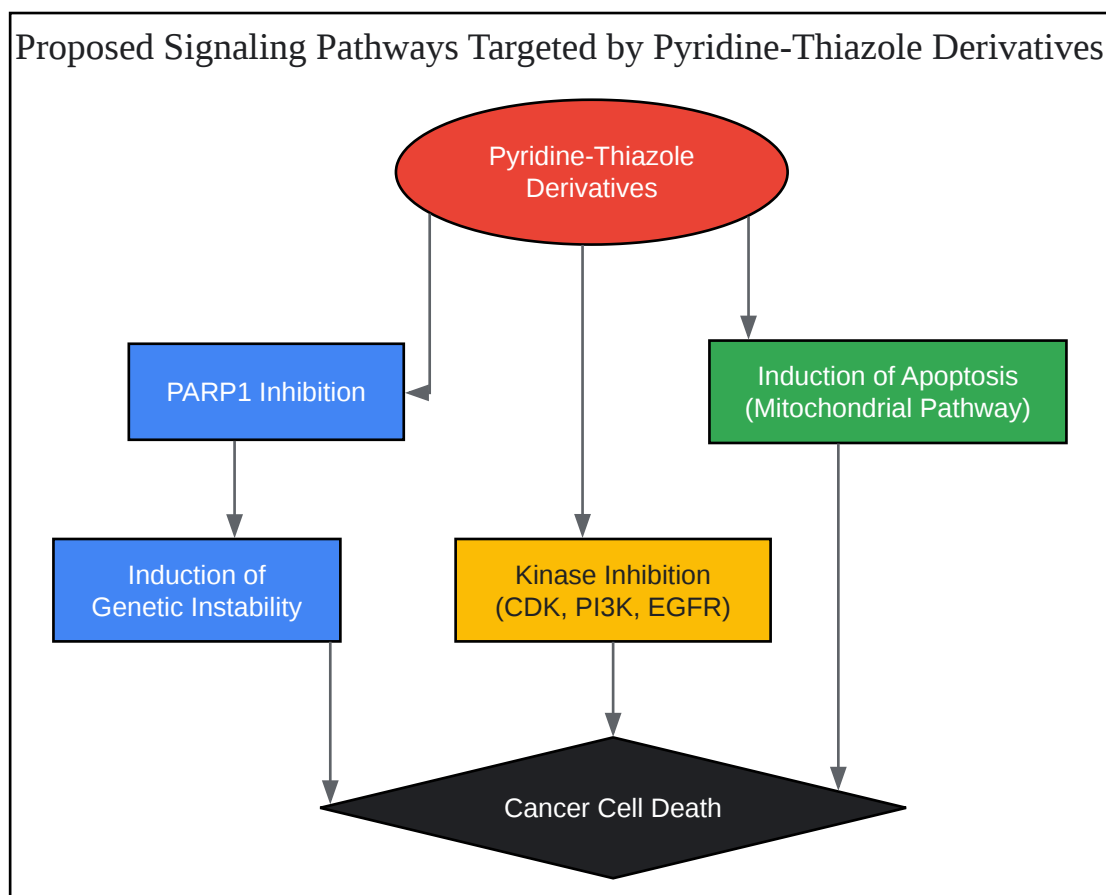 Proposed Signaling Pathways Targeted by Pyridine-Thiazole Derivatives
Pyridine-Thiazole
Derivatives
PARP1 Inhibition
Induction of Apoptosis
(Mitochondrial Pathway)
Induction of
Genetic Instability
Kinase Inhibition
(CDK, PI3K, EGFR)
Cancer Cell Death